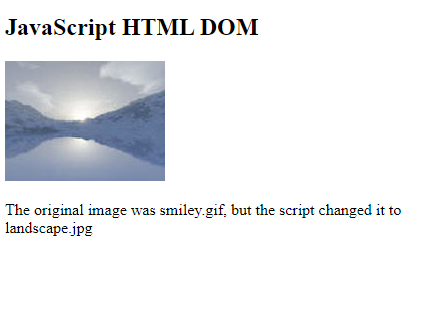 JavaScript HTML DOM
The original image was smiley.gif, but the script changed it to
landscape.jpg